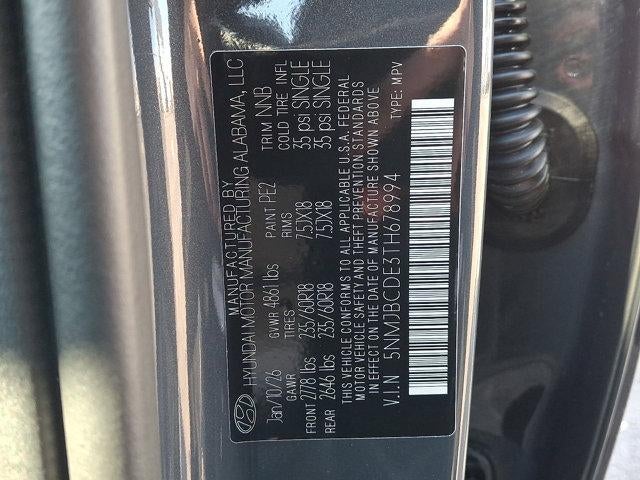 MANUFACTURED BY
HYUNDAI MOTOR MANUFACTURING ALABAMA, LLC
Jan/10/26 GVWR 4861 lbs PAINT PE2 TRIM NNB
GAWR TIRES RIMS COLD TIRE INFL
FRONT 2778 lbs 235/60R18 7.5JX18 35 psi SINGLE
REAR 2646 lbs 235/60R18 7.5JX18 35 psi SINGLE
THIS VEHICLE CONFORMS TO ALL APPLICABLE U.S.A. FEDERAL
MOTOR VEHICLE SAFETY AND THEFT PREVENTION STANDARDS
IN EFFECT ON THE DATE OF MANUFACTURE SHOWN ABOVE
V.I.N 5NMJBCDE3TH678994 TYPE: MPV